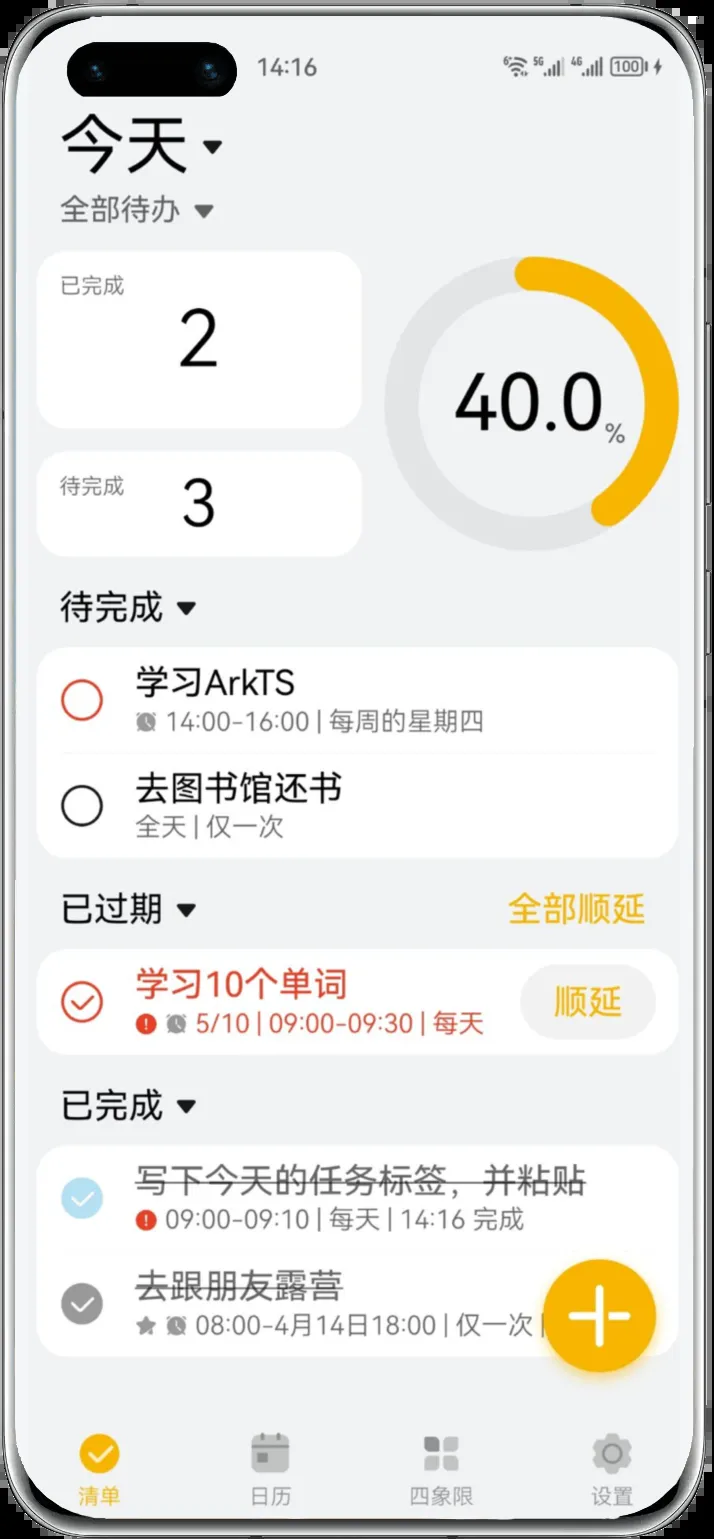 14:16
6 5G 4G 100
今天
全部待办
已完成
2
40.0%
待完成
3
待完成
学习ArkTS
14:00-16:00 | 每周的星期四
去图书馆还书
全天 | 仅一次
已过期
全部顺延
学习10个单词
5/10 | 09:00-09:30 | 每天
顺延
已完成
写下今天的任务标签，并粘贴
09:00-09:10 | 每天 | 14:16 完成
去跟朋友露营
08:00-4月14日18:00 | 仅一次 |
清单
日历
四象限
设置